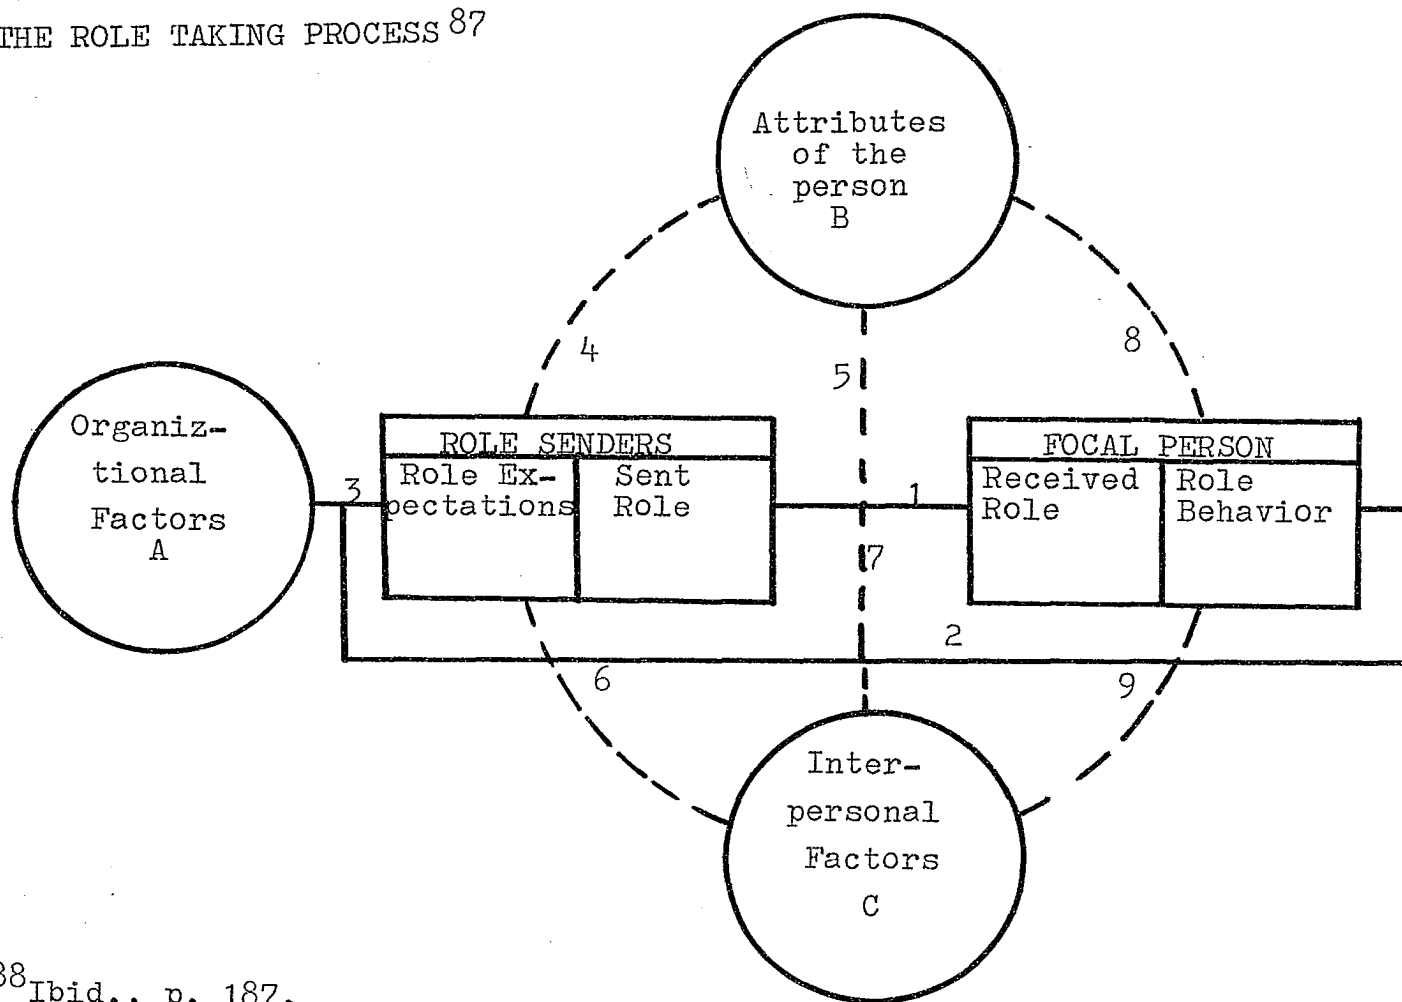 THE ROLE TAKING PROCESS 87
Attributes
of the
person
B
4
8
5
Organiz-
tional
Factors
A
3
ROLE SENDERS
Role Ex-
pectations
Sent
Role
1
FOCAL PERSON
Received
Role
Role
Behavior
7
2
6
9
Inter-
personal
Factors
C
88 Ibid., p. 187.